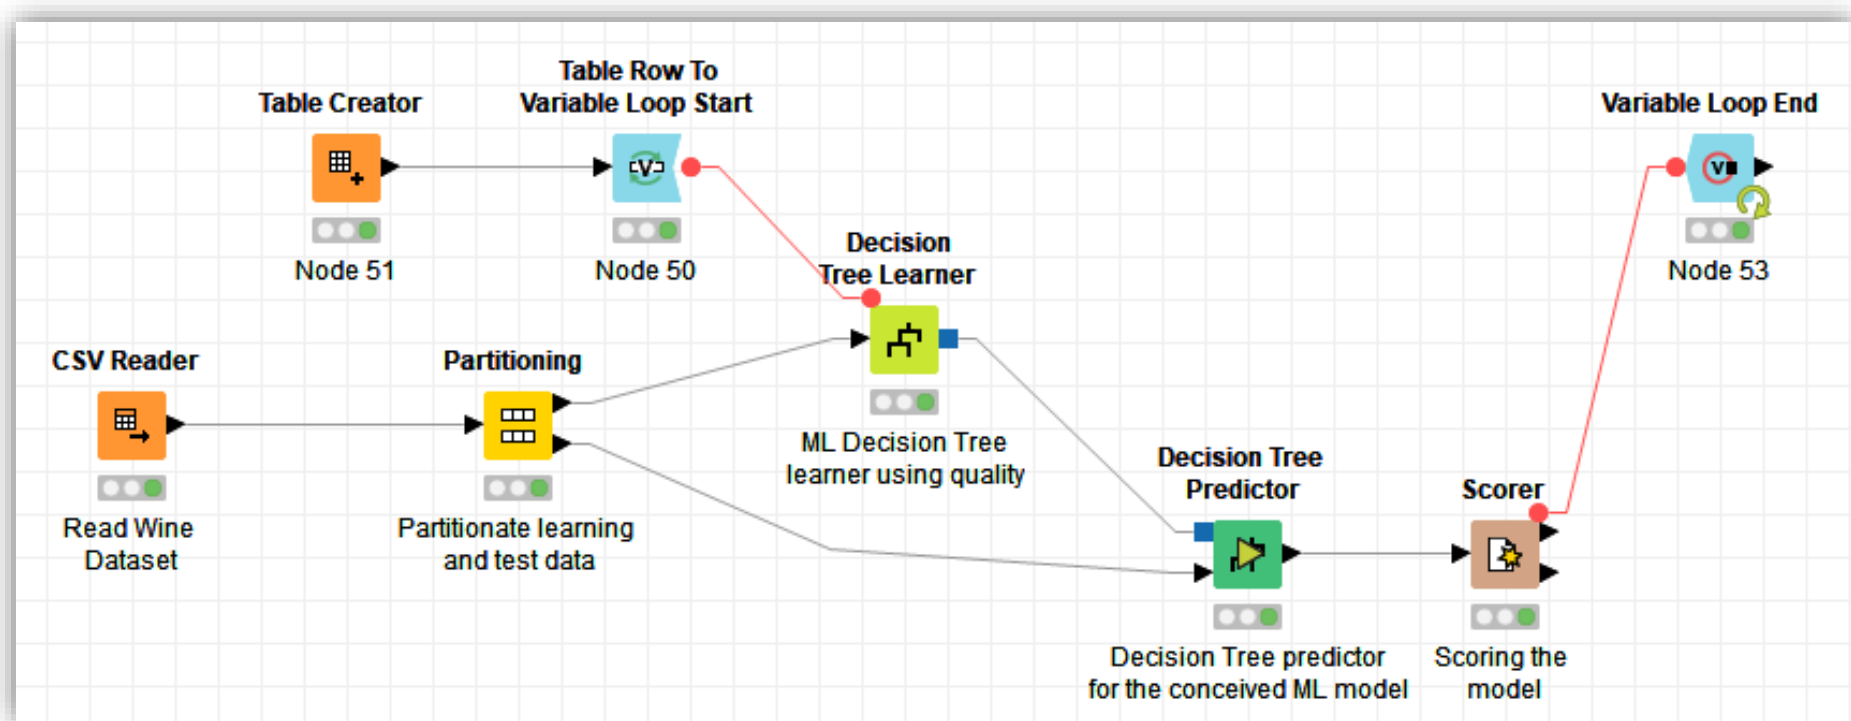 Table Creator
Node 51
Table Row To
Variable Loop Start
Node 50
Variable Loop End
Node 53
Decision
Tree Learner
ML Decision Tree
learner using quality
CSV Reader
Read Wine
Dataset
Partitioning
Partitionate learning
and test data
Decision Tree
Predictor
Decision Tree predictor
for the conceived ML model
Scorer
Scoring the
model